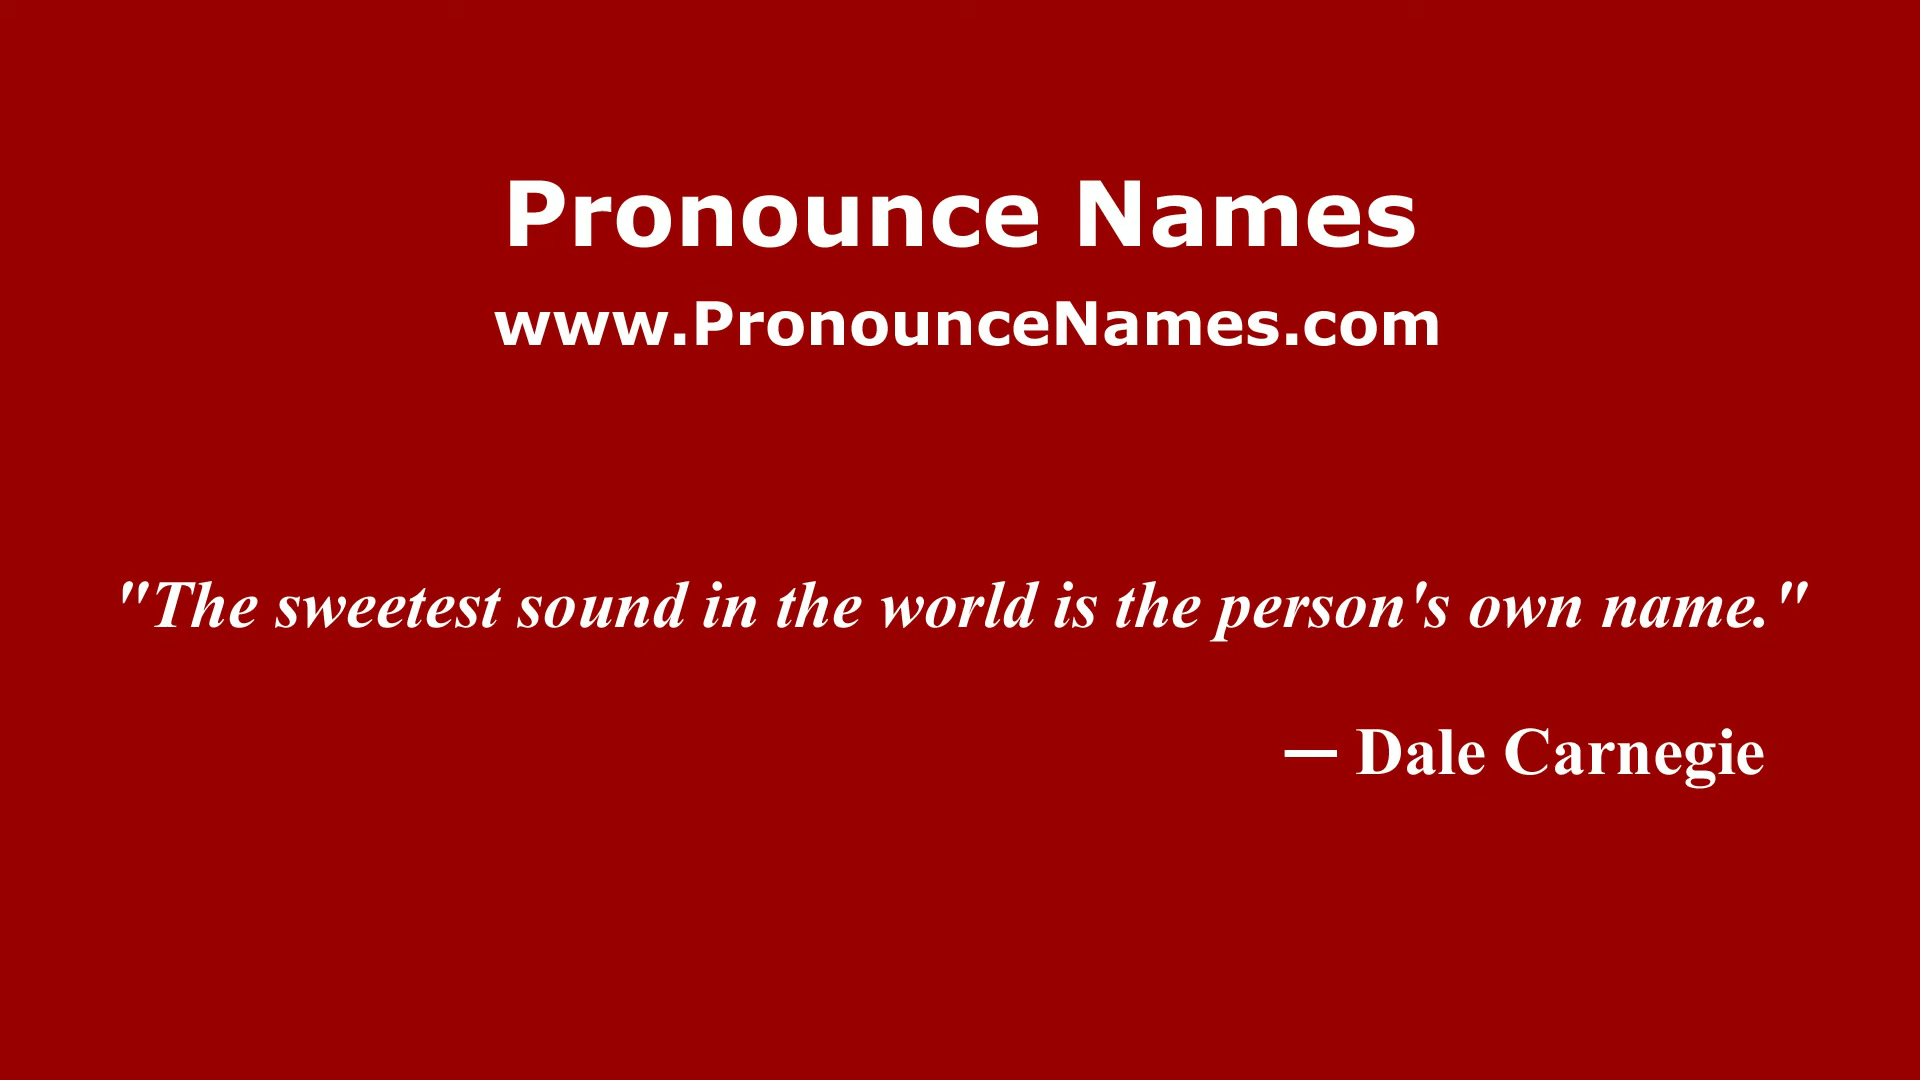 Pronounce Names
www.PronounceNames.com
"The sweetest sound in the world is the person's own name."
— Dale Carnegie